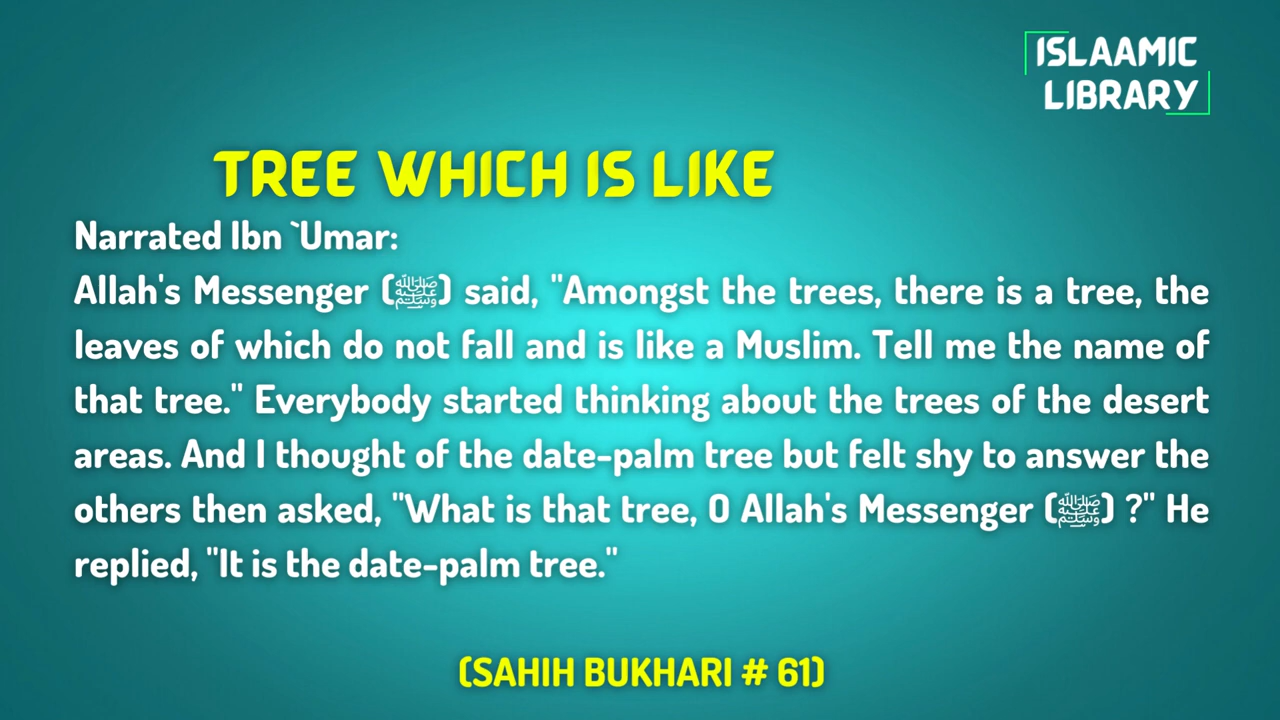 ISLAAMIC
LIBRARY
TREE WHICH IS LIKE
Narrated Ibn `Umar:
Allah's Messenger (ﷺ) said, "Amongst the trees, there is a tree, the
leaves of which do not fall and is like a Muslim. Tell me the name of
that tree." Everybody started thinking about the trees of the desert
areas. And I thought of the date-palm tree but felt shy to answer the
others then asked, "What is that tree, O Allah's Messenger (ﷺ) ?" He
replied, "It is the date-palm tree."
(SAHIH BUKHARI # 61)